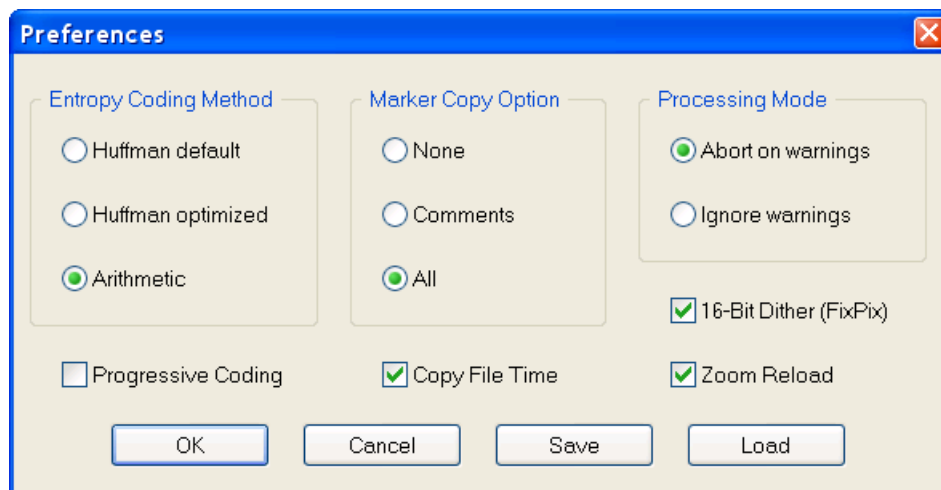 Preferences
Entropy Coding Method
Huffman default
Huffman optimized
Arithmetic
Marker Copy Option
None
Comments
All
Processing Mode
Abort on warnings
Ignore warnings
16-Bit Dither (FixPix)
Progressive Coding
Copy File Time
Zoom Reload
OK
Cancel
Save
Load